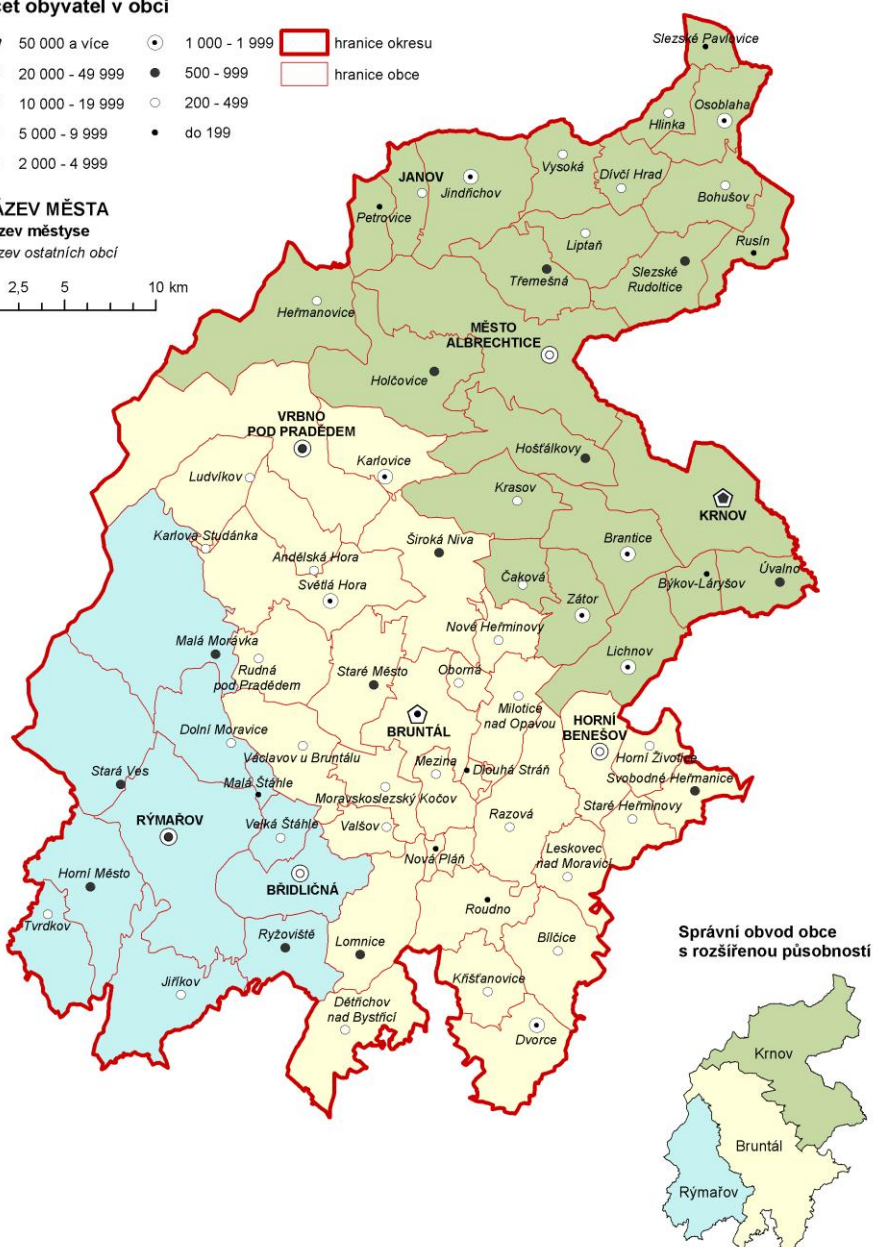 čet obyvatel v obci
50 000 a více
1 000 - 1 999
hranice okresu
20 000 - 49 999
500 - 999
hranice obce
10 000 - 19 999
200 - 499
5 000 - 9 999
do 199
2 000 - 4 999
ÁZEV MĚSTA
zev městyse
zev ostatních obcí
2,5
5
10 km
Slezské Pavlovice
Osoblaha
Hlinka
Vysoká
JANOV
Jindřichov
Dívčí Hrad
Bohušov
Petrovice
Liptaň
Rusín
Třemešná
Slezské
Rudoltice
Heřmanovice
MĚSTO
ALBRECHTICE
Holčovice
VRBNO
POD PRADĚDEM
Hošťálkovy
Karlovice
Ludvíkov
Krasov
KRNOV
Karlova Studánka
Široká Niva
Brantice
Andělská Hora
Čaková
Býkov-Láryšov
Úvalno
Světlá Hora
Zátor
Nové Heřminovy
Malá Morávka
Lichnov
Rudná
pod Pradědem
Staré Město
Oborná
Milotice
nad Opavou
HORNÍ
BENEŠOV
Dolní Moravice
BRUNTÁL
Václavov u Bruntálu
Horní Životice
Mezina
Dlouhá Stráň
Stará Ves
Malá Štáhle
Svobodné Heřmanice
Moravskoslezský Kočov
Staré Heřminovy
RÝMAŘOV
Velká Štáhle
Valšov
Razová
Leskovec
nad Moravicí
Nová Pláň
Horní Město
BŘIDLIČNÁ
Roudno
Tvrdkov
Ryžoviště
Lomnice
Bílčice
Jiříkov
Křišťanovice
Dětřichov
nad Bystřicí
Dvorce
Správní obvod obce
s rozšířenou působností
Krnov
Bruntál
Rýmařov